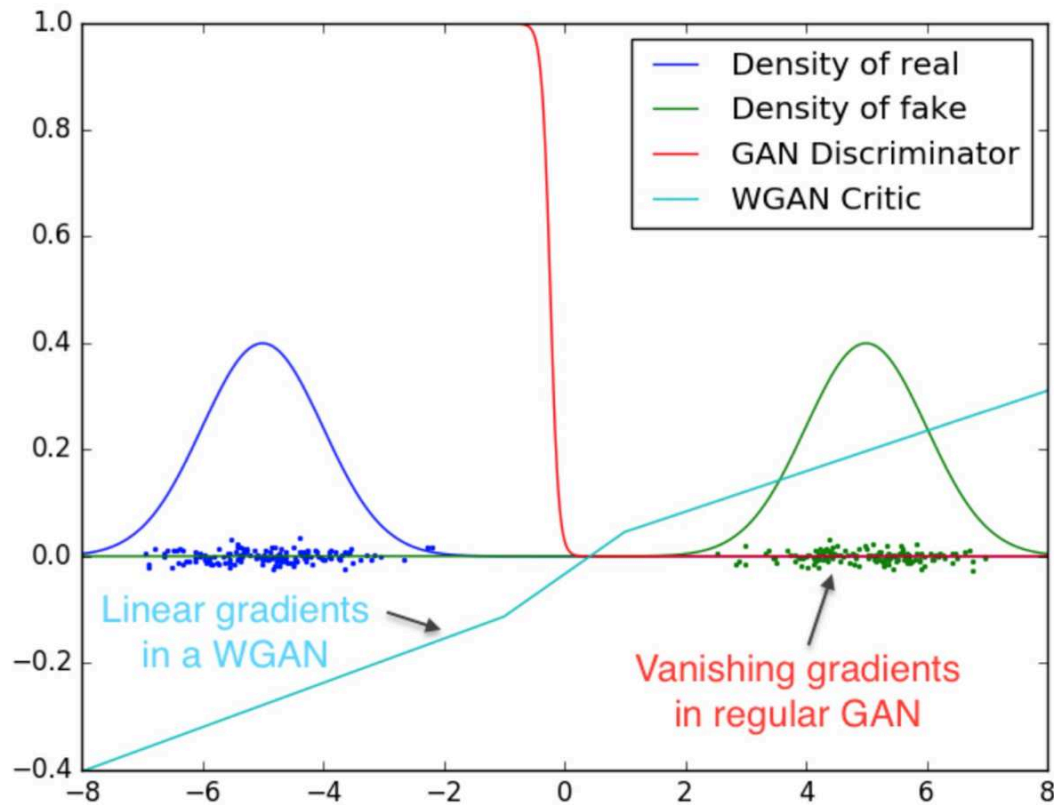 1.0
0.8
0.6
0.4
0.2
0.0
−0.2
−0.4
−8
−6
−4
−2
0
2
4
6
8
Density of real
Density of fake
GAN Discriminator
WGAN Critic
Linear gradients
in a WGAN
Vanishing gradients
in regular GAN